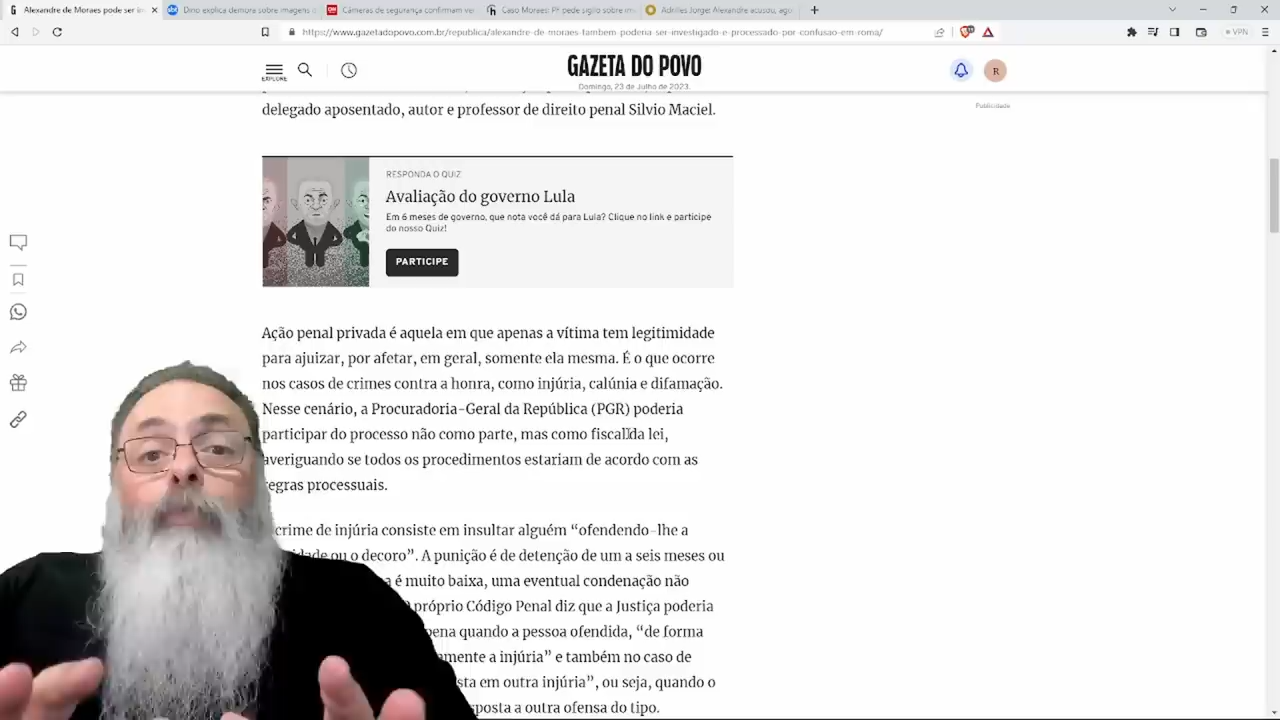 Alexandre de Moraes pode ser in
Dino explica demora sobre imagens d
Câmeras de segurança confirmam ve
Caso Moraes: PF pede sigilo sobre im
Adkilles Jorge: Alexandre acusou, agu
https://www.gazetadopovo.com.br/republica/alexandre-de-moraes-tambem-poderia-ser-investigado-e-processado-por-confusao-em-roma/
VPN
EXPLORE
GAZETA DO POVO
Domingo, 23 de Julho de 2023.
R
Publicidade
delegado aposentado, autor e professor de direito penal Silvio Maciel.
RESPONDA O QUIZ
Avaliação do governo Lula
Em 6 meses de governo, que nota você dá para Lula? Clique no link e participe
do nosso Quiz!
PARTICIPE
Ação penal privada é aquela em que apenas a vítima tem legitimidade
para ajuizar, por afetar, em geral, somente ela mesma. É o que ocorre
nos casos de crimes contra a honra, como injúria, calúnia e difamação.
Nesse cenário, a Procuradoria-Geral da República (PGR) poderia
participar do processo não como parte, mas como fiscal da lei,
averiguando se todos os procedimentos estariam de acordo com as
regras processuais.
crime de injúria consiste em insultar alguém “ofendendo-lhe a
ou o decoro”. A punição é de detenção de um a seis meses ou
é muito baixa, uma eventual condenação não
próprio Código Penal diz que a Justiça poderia
pena quando a pessoa ofendida, “de forma
a injúria” e também no caso de
em outra injúria”, ou seja, quando o
a outra ofensa do tipo.